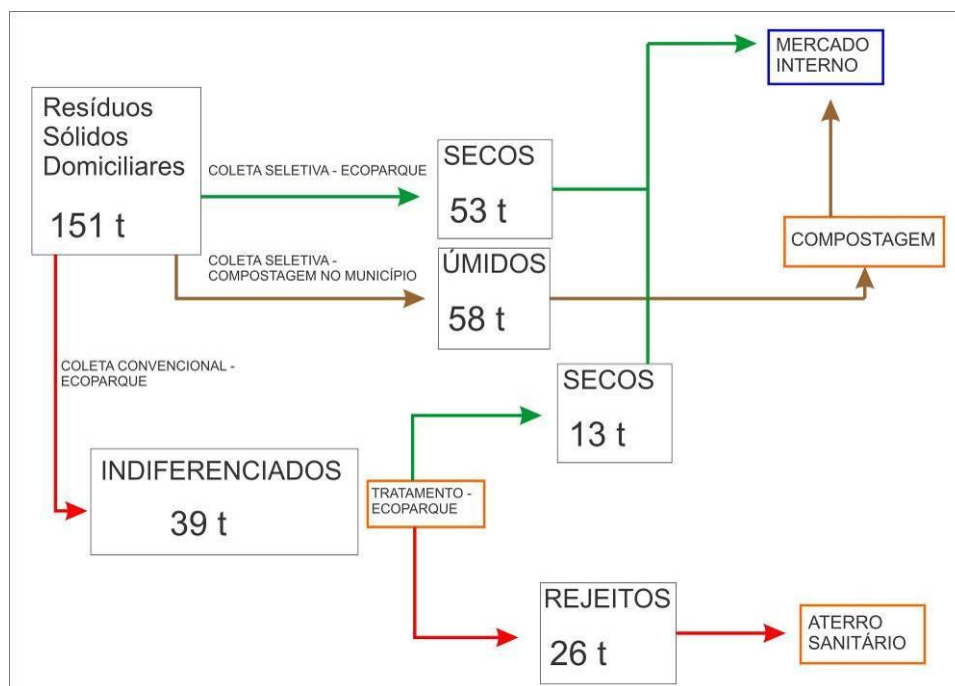 Resíduos
Sólidos
Domiciliares
151 t
COLETA SELETIVA - ECOPARQUE
SECOS
53 t
MERCADO
INTERNO
COLETA SELETIVA -
COMPOSTAGEM NO MUNICÍPIO
ÚMIDOS
58 t
COMPOSTAGEM
COLETA CONVENCIONAL -
ECOPARQUE
SECOS
13 t
INDIFERENCIADOS
39 t
TRATAMENTO -
ECOPARQUE
REJEITOS
26 t
ATERRO
SANITÁRIO